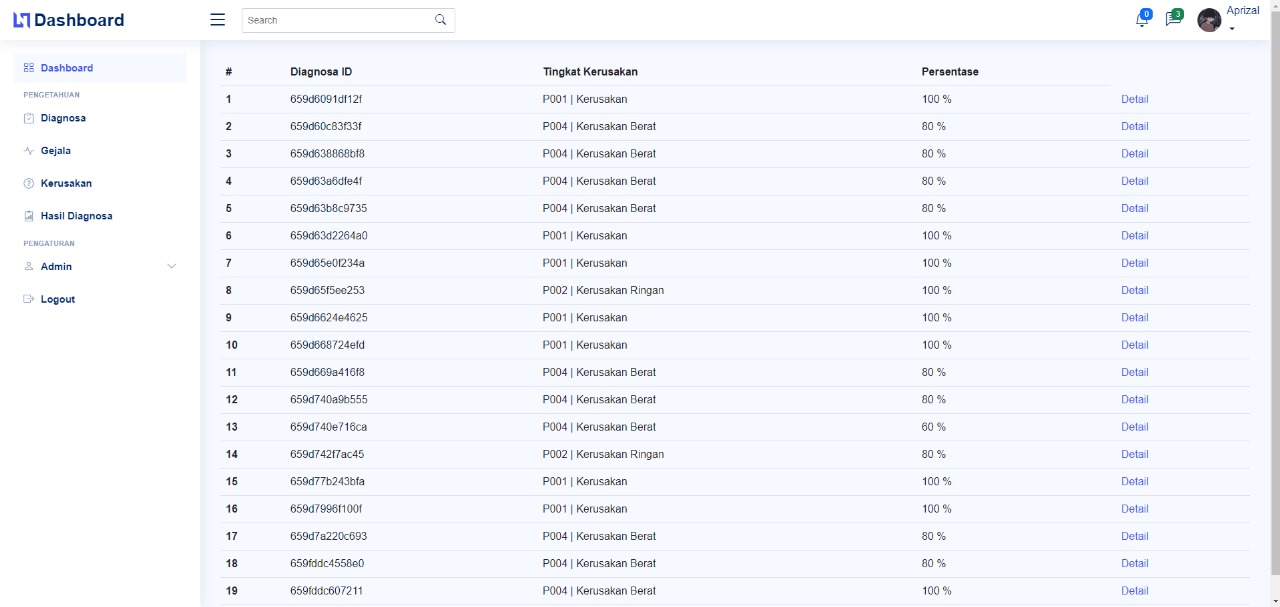 Dashboard
Search
0
3
Aprizal
Dashboard
PENGETAHUAN
Diagnosa
Gejala
Kerusakan
Hasil Diagnosa
PENGATURAN
Admin
Logout
# Diagnosa ID Tingkat Kerusakan Persentase
1 659d6091df12f P001 | Kerusakan 100 % Detail
2 659d60c83f33f P004 | Kerusakan Berat 80 % Detail
3 659d638868bf8 P004 | Kerusakan Berat 80 % Detail
4 659d63a6dfe4f P004 | Kerusakan Berat 80 % Detail
5 659d63b8c9735 P004 | Kerusakan Berat 80 % Detail
6 659d63d2264a0 P001 | Kerusakan 100 % Detail
7 659d65e0f234a P001 | Kerusakan 100 % Detail
8 659d65f5ee253 P002 | Kerusakan Ringan 100 % Detail
9 659d6624e4625 P001 | Kerusakan 100 % Detail
10 659d668724efd P001 | Kerusakan 100 % Detail
11 659d669a416f8 P004 | Kerusakan Berat 80 % Detail
12 659d740a9b555 P004 | Kerusakan Berat 80 % Detail
13 659d740e716ca P004 | Kerusakan Berat 60 % Detail
14 659d742f7ac45 P002 | Kerusakan Ringan 80 % Detail
15 659d77b243bfa P001 | Kerusakan 100 % Detail
16 659d7996f100f P001 | Kerusakan 100 % Detail
17 659d7a220c693 P004 | Kerusakan Berat 80 % Detail
18 659fddc4558e0 P004 | Kerusakan Berat 80 % Detail
19 659fddc607211 P004 | Kerusakan Berat 100 % Detail